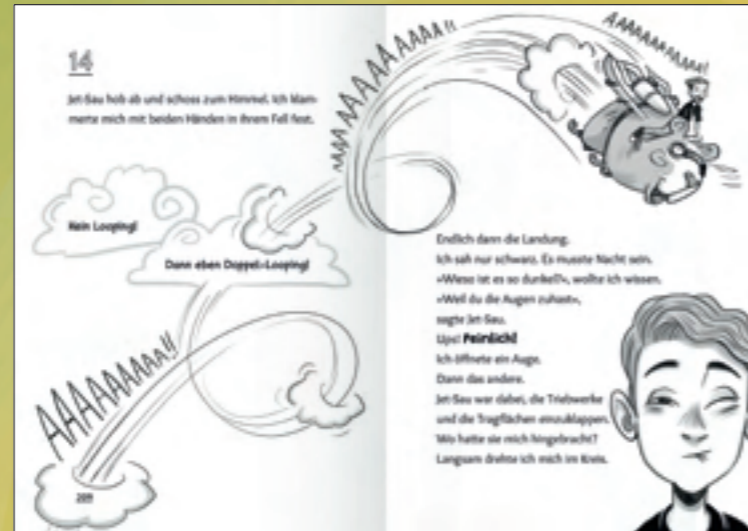 14
Jet-Sau hob ab und schoss zum Himmel. Ich klam-
merte mich mit beiden Händen in ihrem Fell fest.
AAAAAAAAAAA!!
AAAAAAAAAAA!
Kein Looping!
Dann eben Doppel-Looping!
AAAAAAAAAA!!
Endlich dann die Landung.
Ich sah nur schwarz. Es musste Nacht sein.
»Wieso ist es so dunkel?«, wollte ich wissen.
»Weil du die Augen zuhast«,
sagte Jet-Sau.
Ups! Peinlich!
Ich öffnete ein Auge.
Dann das andere.
Jet-Sau war dabei, die Triebwerke
und die Tragflächen einzuklappen.
Wo hatte sie mich hingebracht?
Langsam drehte ich mich im Kreis.